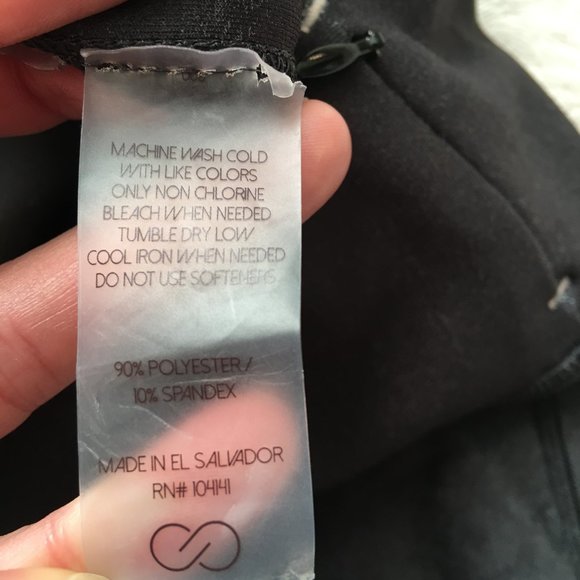 MACHINE WASH COLD
WITH LIKE COLORS
ONLY NON CHLORINE
BLEACH WHEN NEEDED
TUMBLE DRY LOW
COOL IRON WHEN NEEDED
DO NOT USE SOFTENERS
90% POLYESTER /
10% SPANDEX
MADE IN EL SALVADOR
RN# 104141